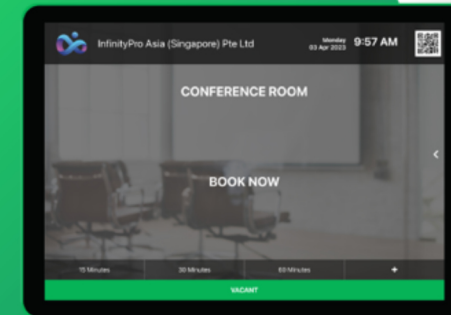 InfinityPro Asia (Singapore) Pte Ltd
Monday
03 Apr 2023
9:57 AM
CONFERENCE ROOM
BOOK NOW
15 Minutes
30 Minutes
60 Minutes
+
VACANT